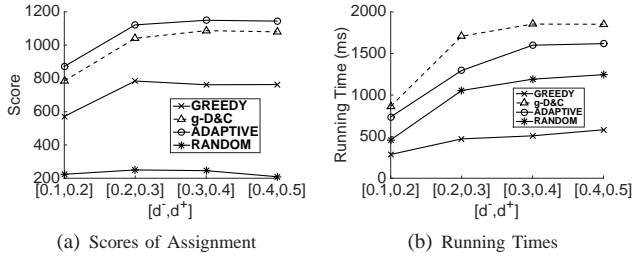 1200
1000
800
600
400
200
Score
GREEDY
g-D&C
ADAPTIVE
RANDOM
[0.1,0.2] [0.2,0.3] [0.3,0.4] [0.4,0.5]
[d⁻,d⁺]
(a) Scores of Assignment
2000
1500
1000
500
0
Running Time (ms)
GREEDY
g-D&C
ADAPTIVE
RANDOM
[0.1,0.2] [0.2,0.3] [0.3,0.4] [0.4,0.5]
[d⁻,d⁺]
(b) Running Times